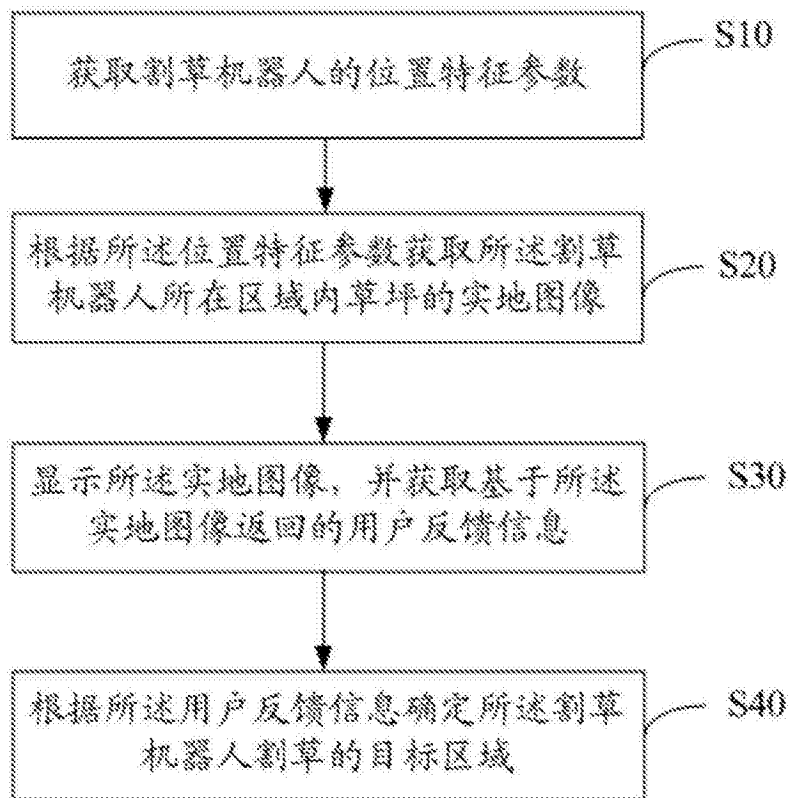 获取割草机器人的位置特征参数
S10
根据所述位置特征参数获取所述割草
机器人所在区域内草坪的实地图像
S20
显示所述实地图像，并获取基于所述
实地图像返回的用户反馈信息
S30
根据所述用户反馈信息确定所述割草
机器人割草的目标区域
S40